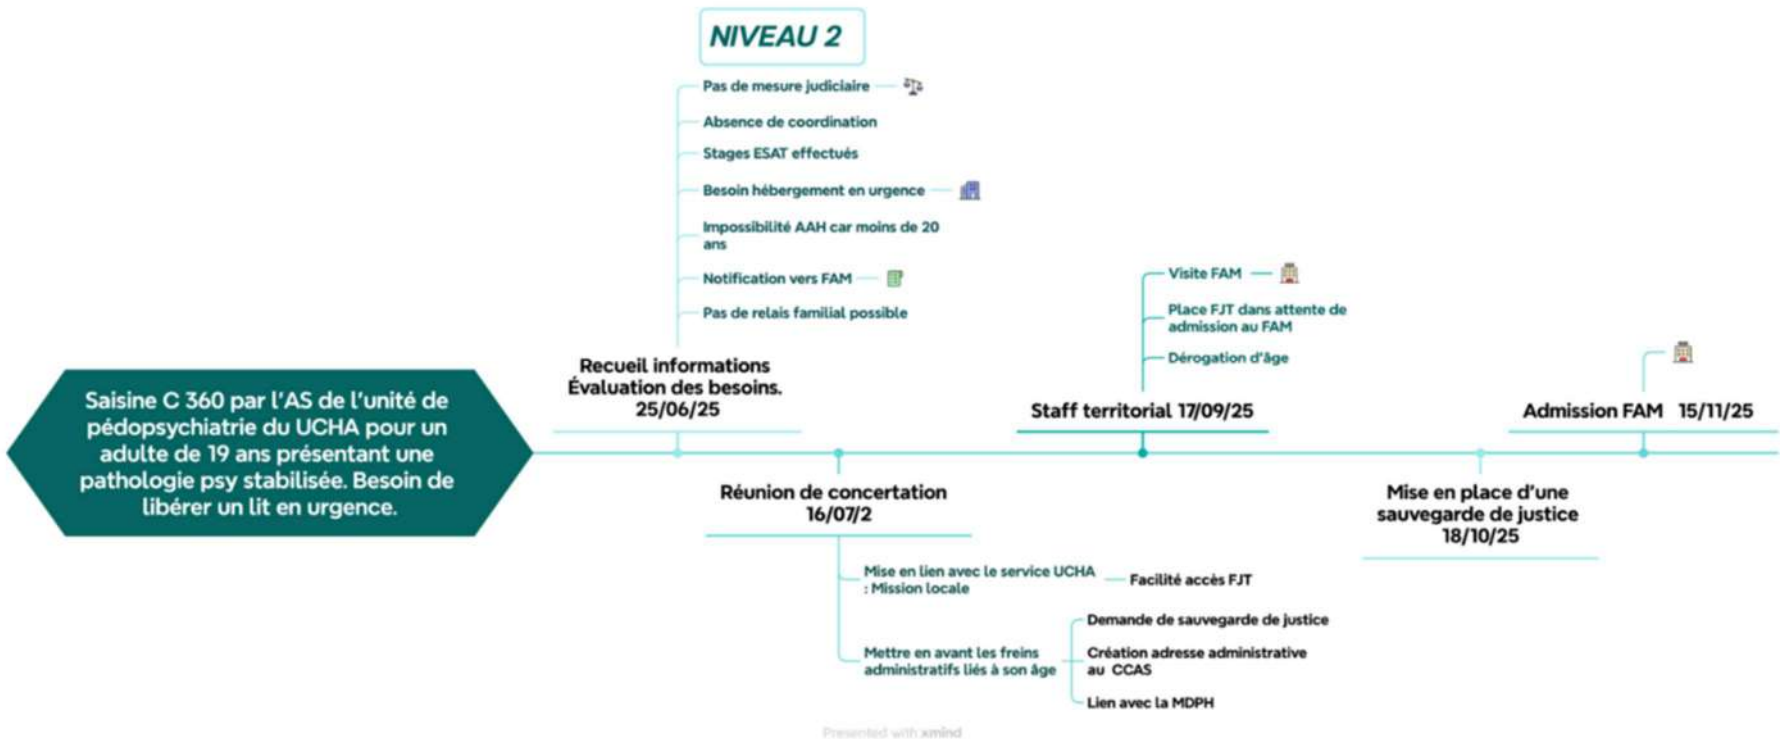 NIVEAU 2
Pas de mesure judiciaire
Absence de coordination
Stages ESAT effectués
Besoin hébergement en urgence
Impossibilité AAH car moins de 20
ans
Notification vers FAM
Pas de relais familial possible
Recueil informations
Évaluation des besoins.
25/06/25
Saisine C 360 par l'AS de l'unité de
pédopsychiatrie du UCHA pour un
adulte de 19 ans présentant une
pathologie psy stabilisée. Besoin de
libérer un lit en urgence.
Réunion de concertation
16/07/2
Mise en lien avec le service UCHA
: Mission locale
Facilité accès FJT
Mettre en avant les freins
administratifs liés à son âge
Demande de sauvegarde de justice
Création adresse administrative
au CCAS
Lien avec la MDPH
Visite FAM
Place FJT dans attente de
admission au FAM
Dérogation d'âge
Staff territorial 17/09/25
Mise en place d'une
sauvegarde de justice
18/10/25
Admission FAM 15/11/25
Presented with xmind